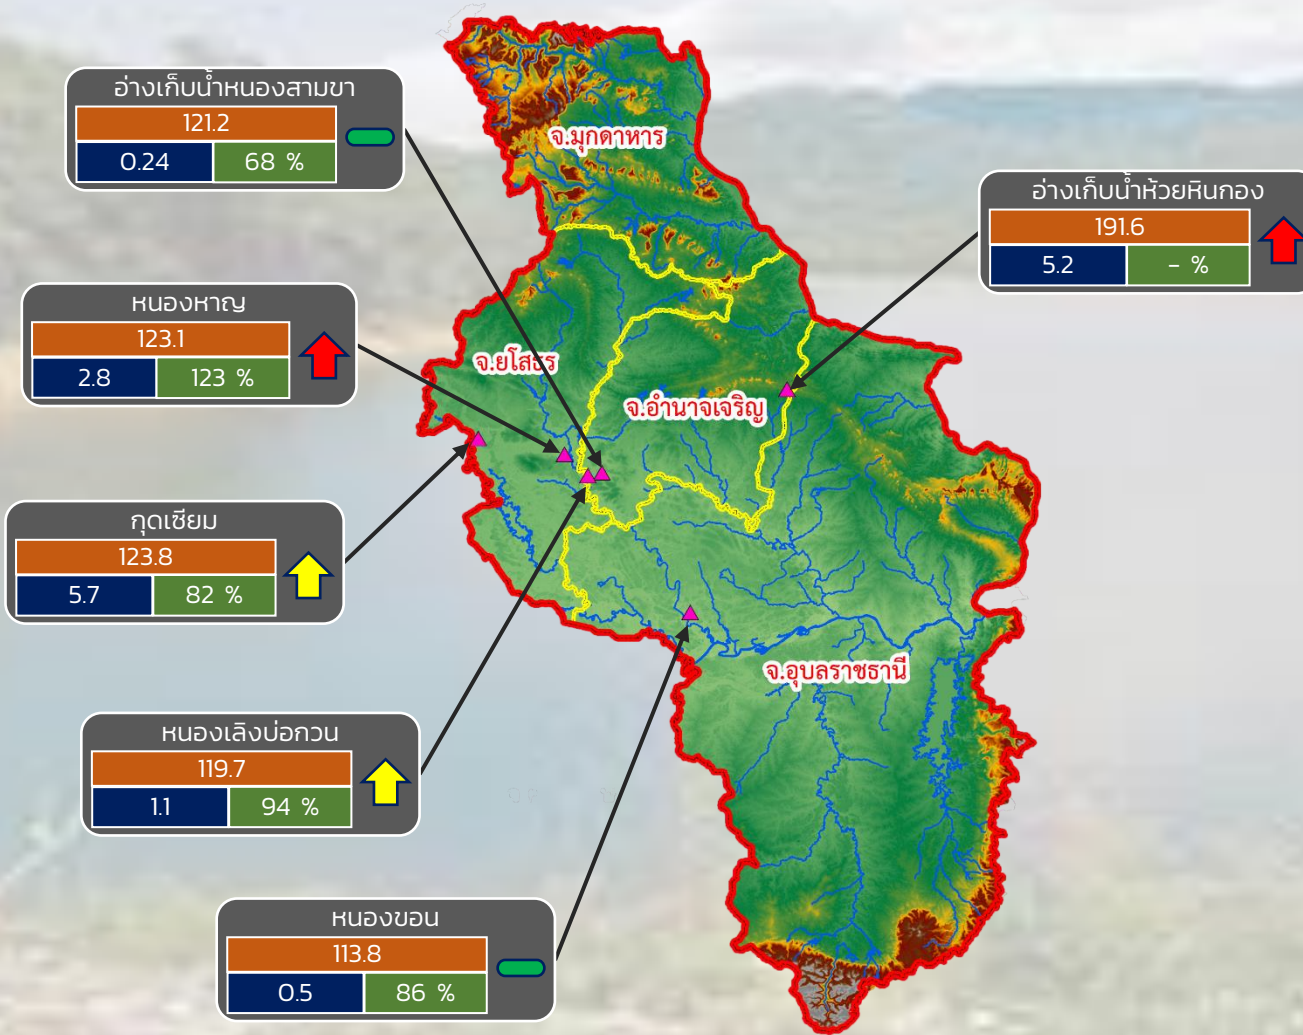 อ่างเก็บน้ำหนองสามขา
121.2
0.24 68 %
จ.มุกดาหาร
อ่างเก็บน้ำห้วยหินกอง
191.6
5.2 - %
หนองหาญ
123.1
2.8 123 %
จ.ยโสธร
จ.อำนาจเจริญ
กุดเซียม
123.8
5.7 82 %
จ.อุบลราชธานี
หนองเลิงบ่อกวน
119.7
1.1 94 %
หนองขอน
113.8
0.5 86 %